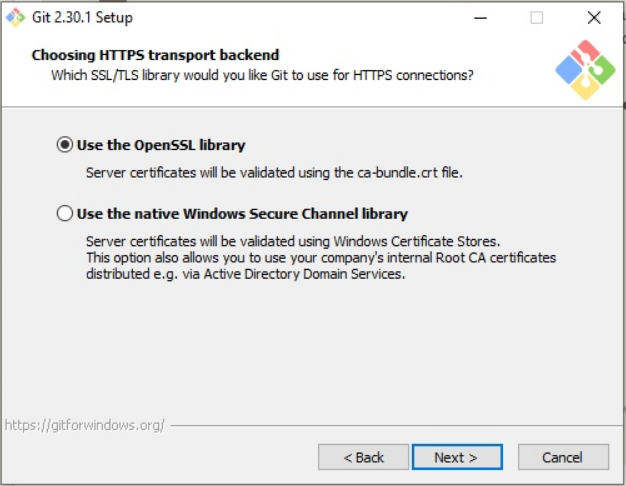 Git 2.30.1 Setup
Choosing HTTPS transport backend
Which SSL/TLS library would you like Git to use for HTTPS connections?
Use the OpenSSL library
Server certificates will be validated using the ca-bundle.crt file.
Use the native Windows Secure Channel library
Server certificates will be validated using Windows Certificate Stores.
This option also allows you to use your company's internal Root CA certificates
distributed e.g. via Active Directory Domain Services.
https://gitforwindows.org/
< Back Next > Cancel